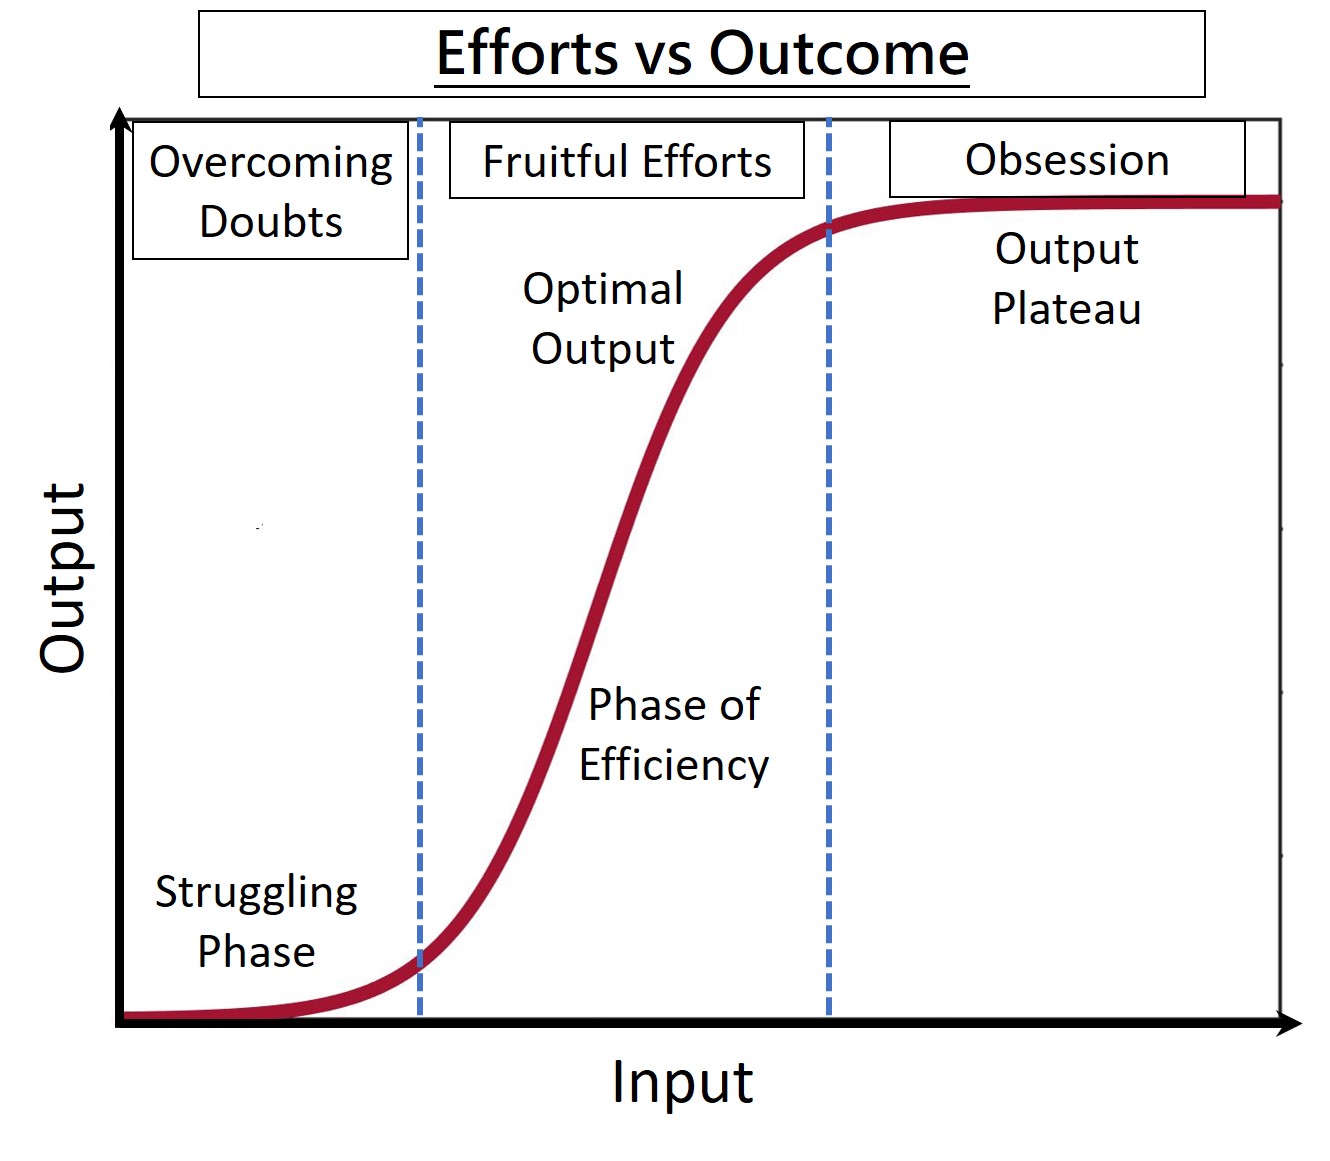 Efforts vs Outcome
Overcoming
Doubts
Fruitful Efforts
Obsession
Optimal
Output
Output
Plateau
Output
Phase of
Efficiency
Struggling
Phase
Input